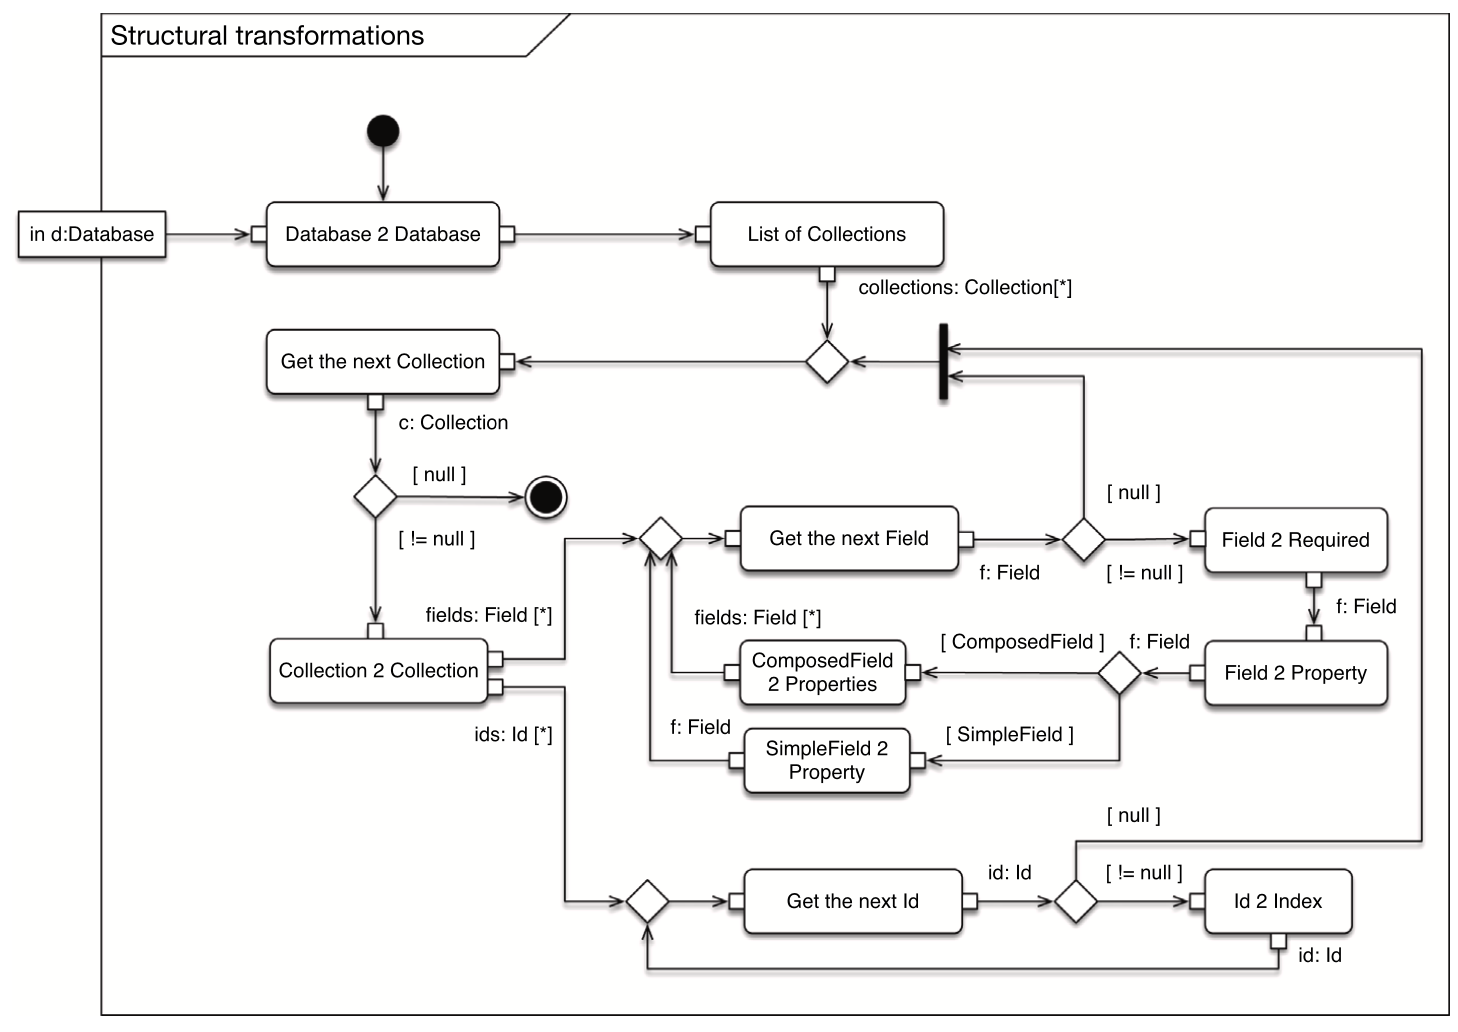 Structural transformations
in d:Database
Database 2 Database
List of Collections
collections: Collection[*]
Get the next Collection
c: Collection
[ null ]
[ != null ]
fields: Field [*]
Get the next Field
f: Field
[ null ]
[ != null ]
Field 2 Required
f: Field
fields: Field [*]
[ ComposedField ]
f: Field
Collection 2 Collection
ComposedField
2 Properties
Field 2 Property
ids: Id [*]
f: Field
[ SimpleField ]
SimpleField 2
Property
[ null ]
id: Id
[ != null ]
Get the next Id
Id 2 Index
id: Id